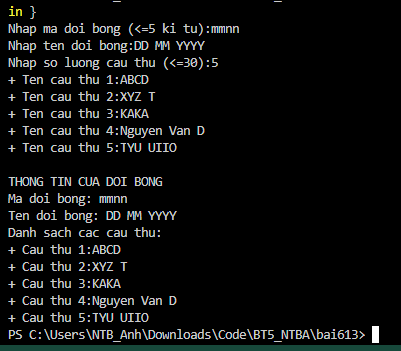 in }
Nhap ma doi bong (<=5 ki tu):mmnn
Nhap ten doi bong:DD MM YYYY
Nhap so luong cau thu (<=30):5
+ Ten cau thu 1:ABCD
+ Ten cau thu 2:XYZ T
+ Ten cau thu 3:KAKA
+ Ten cau thu 4:Nguyen Van D
+ Ten cau thu 5:TYU UIIO
THONG TIN CUA DOI BONG
Ma doi bong: mmnn
Ten doi bong: DD MM YYYY
Danh sach cac cau thu:
+ Cau thu 1:ABCD
+ Cau thu 2:XYZ T
+ Cau thu 3:KAKA
+ Cau thu 4:Nguyen Van D
+ Cau thu 5:TYU UIIO
PS C:\Users\NTB_Anh\Downloads\Code\BT5_NTBA\bai613>